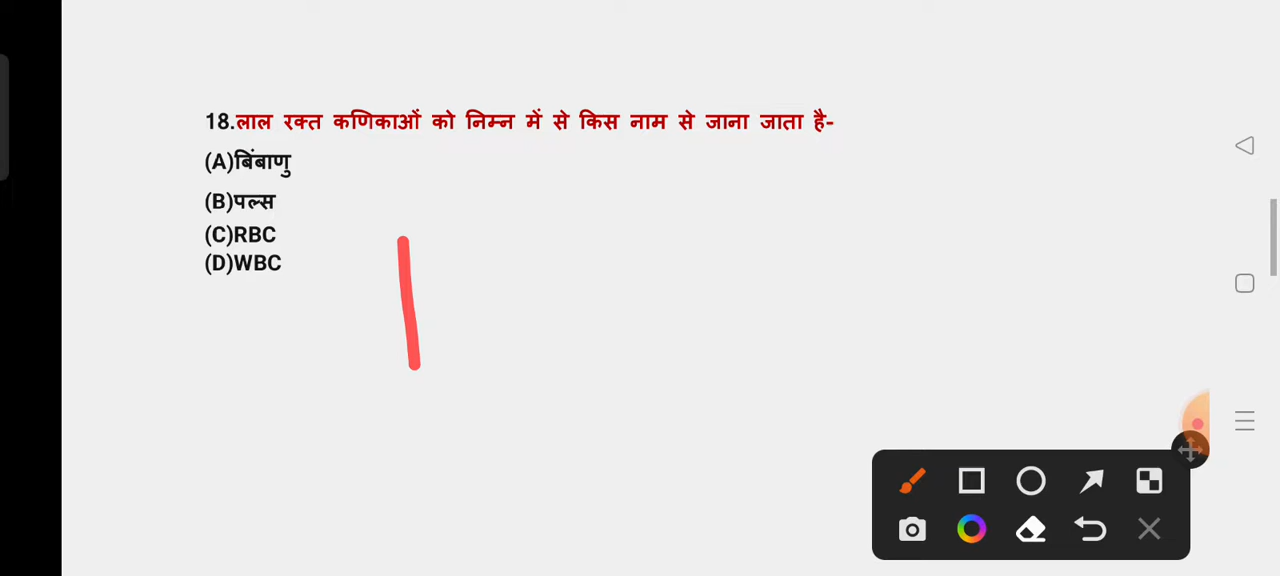 18.लाल रक्त कणिकाओं को निम्न में से किस नाम से जाना जाता है-
(A)बिंबाणु
(B)पल्स
(C)RBC
(D)WBC